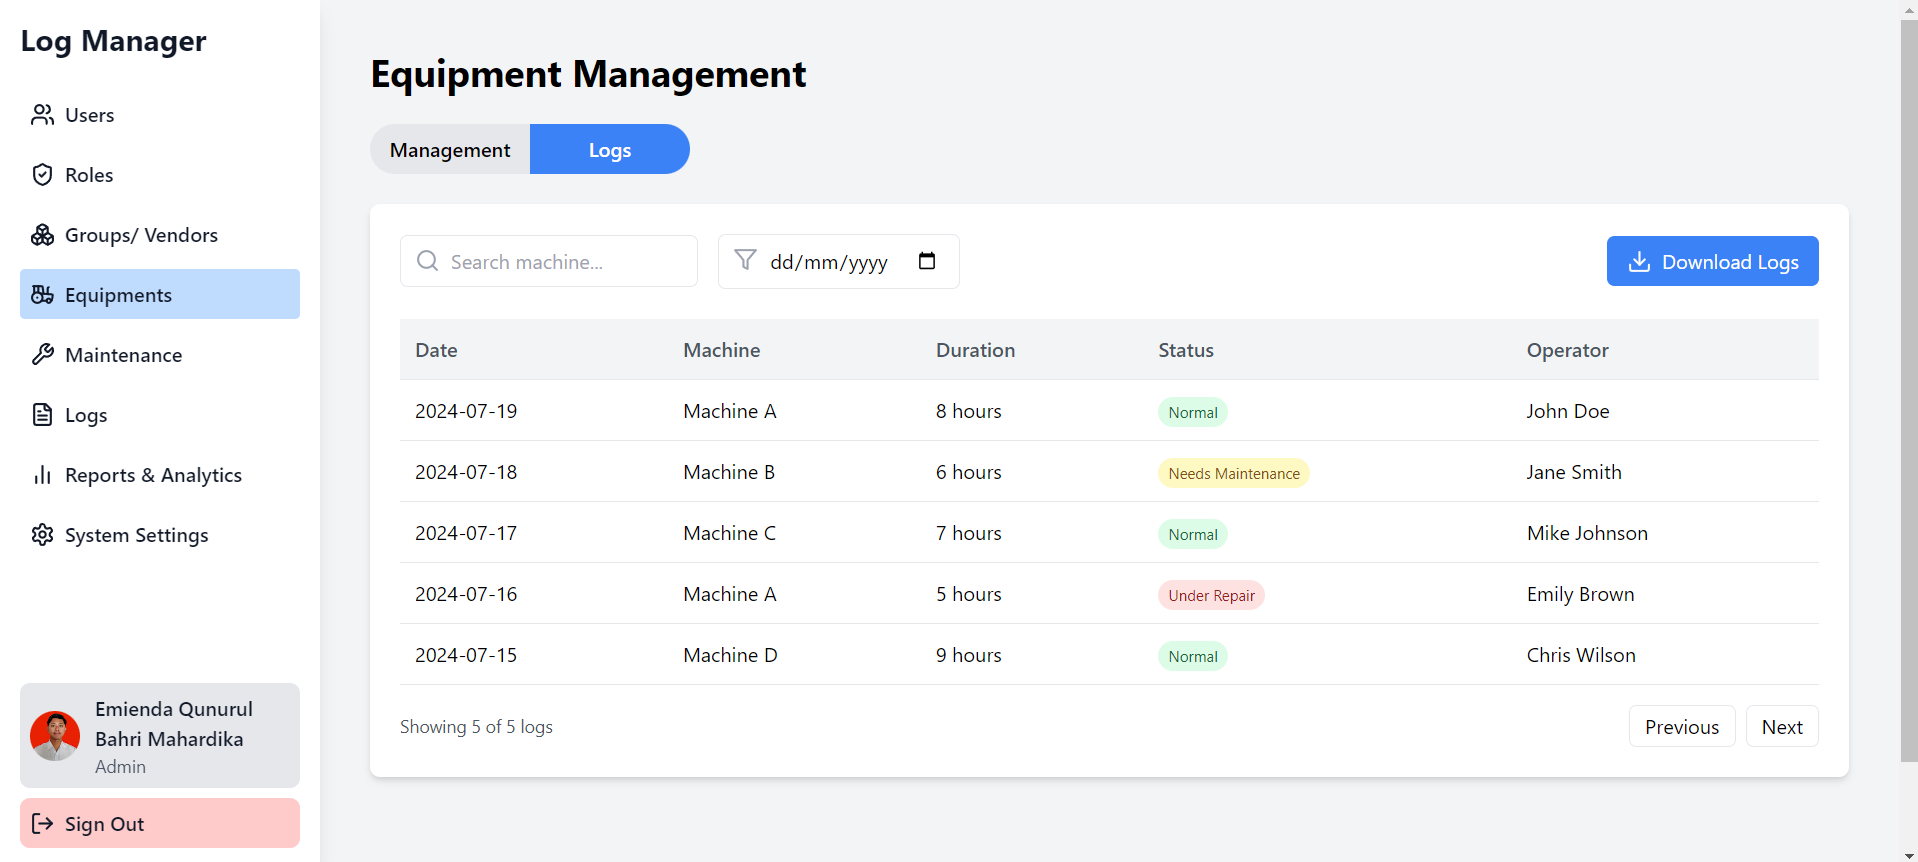 Log Manager
Users
Roles
Groups/ Vendors
Equipments
Maintenance
Logs
Reports & Analytics
System Settings
Emienda Qunurul
Bahri Mahardika
Admin
Sign Out
Equipment Management
Management Logs
Search machine... dd/mm/yyyy Download Logs
Date Machine Duration Status Operator
2024-07-19 Machine A 8 hours Normal John Doe
2024-07-18 Machine B 6 hours Needs Maintenance Jane Smith
2024-07-17 Machine C 7 hours Normal Mike Johnson
2024-07-16 Machine A 5 hours Under Repair Emily Brown
2024-07-15 Machine D 9 hours Normal Chris Wilson
Showing 5 of 5 logs Previous Next